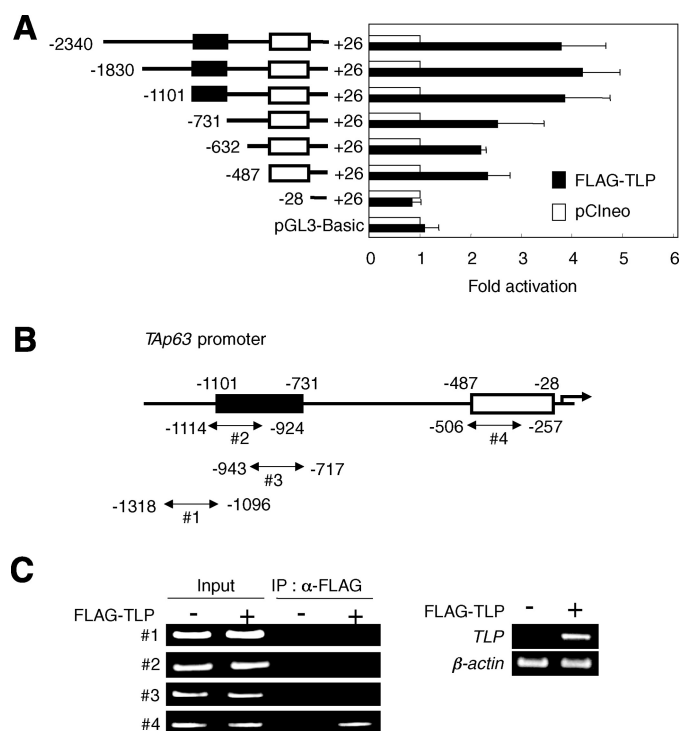 A
-2340 +26
-1830 +26
-1101 +26
-731 +26
-632 +26
-487 +26
-28 +26
pGL3-Basic
FLAG-TLP
pCIneo
0 1 2 3 4 5 6
Fold activation
B
TAp63 promoter
-1101 -731 -487 -28
-1114 #2 -924 -506 #4 -257
-943 #3 -717
-1318 #1 -1096
C
Input IP : α-FLAG
FLAG-TLP - + - +
#1
#2
#3
#4
FLAG-TLP - +
TLP
β-actin